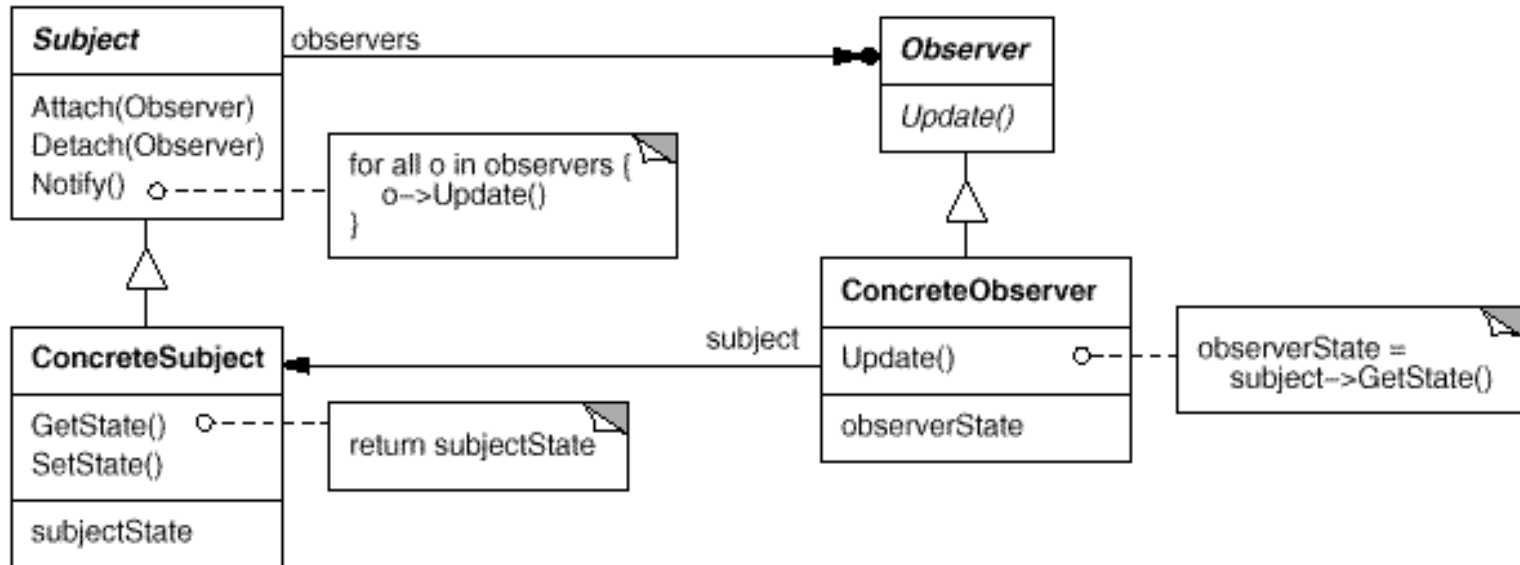 Subject
Attach(Observer)
Detach(Observer)
Notify()
observers
for all o in observers {
o->Update()
}
Observer
Update()
ConcreteSubject
GetState()
SetState()
subjectState
return subjectState
subject
ConcreteObserver
Update()
observerState
observerState =
subject->GetState()